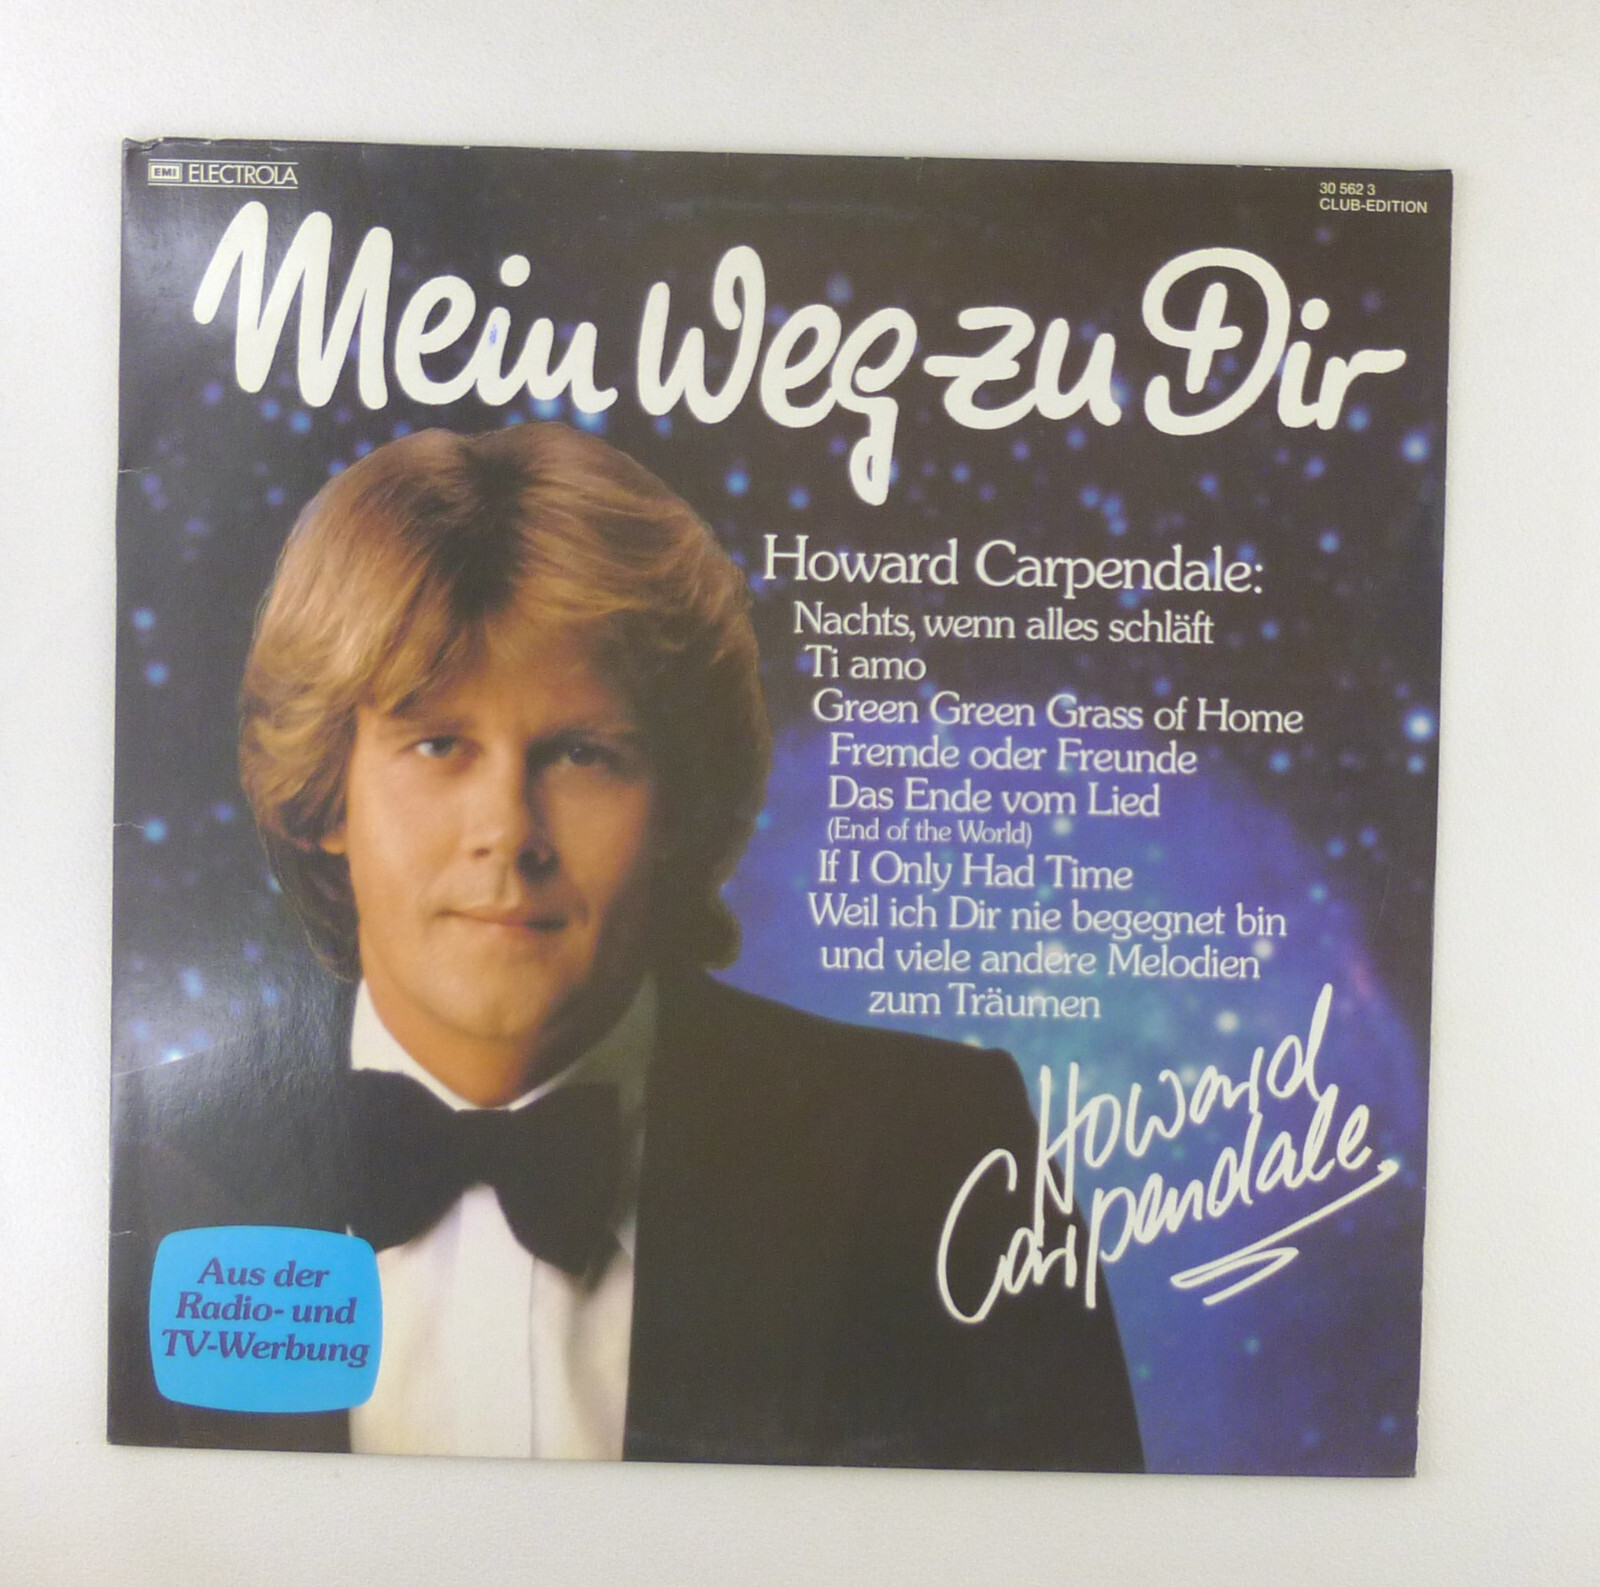 EMI ELECTROLA
30 562 3
CLUB-EDITION
Mein Weg zu Dir
Howard Carpendale:
Nachts, wenn alles schläft
Ti amo
Green Green Grass of Home
Fremde oder Freunde
Das Ende vom Lied
(End of the World)
If I Only Had Time
Weil ich Dir nie begegnet bin
und viele andere Melodien
zum Träumen
Howard
Carpendale
Aus der
Radio- und
TV-Werbung